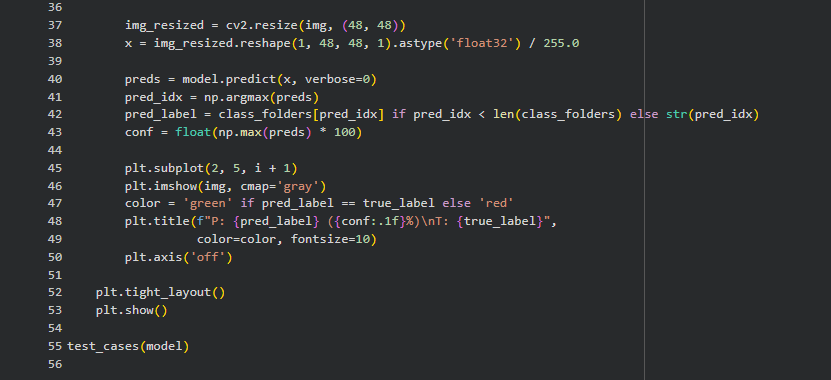 36
37 img_resized = cv2.resize(img, (48, 48))
38 x = img_resized.reshape(1, 48, 48, 1).astype('float32') / 255.0
39
40 preds = model.predict(x, verbose=0)
41 pred_idx = np.argmax(preds)
42 pred_label = class_folders[pred_idx] if pred_idx < len(class_folders) else str(pred_idx)
43 conf = float(np.max(preds) * 100)
44
45 plt.subplot(2, 5, i + 1)
46 plt.imshow(img, cmap='gray')
47 color = 'green' if pred_label == true_label else 'red'
48 plt.title(f"P: {pred_label} ({conf:.1f}%)\nT: {true_label}",
49 color=color, fontsize=10)
50 plt.axis('off')
51
52 plt.tight_layout()
53 plt.show()
54
55 test_cases(model)
56